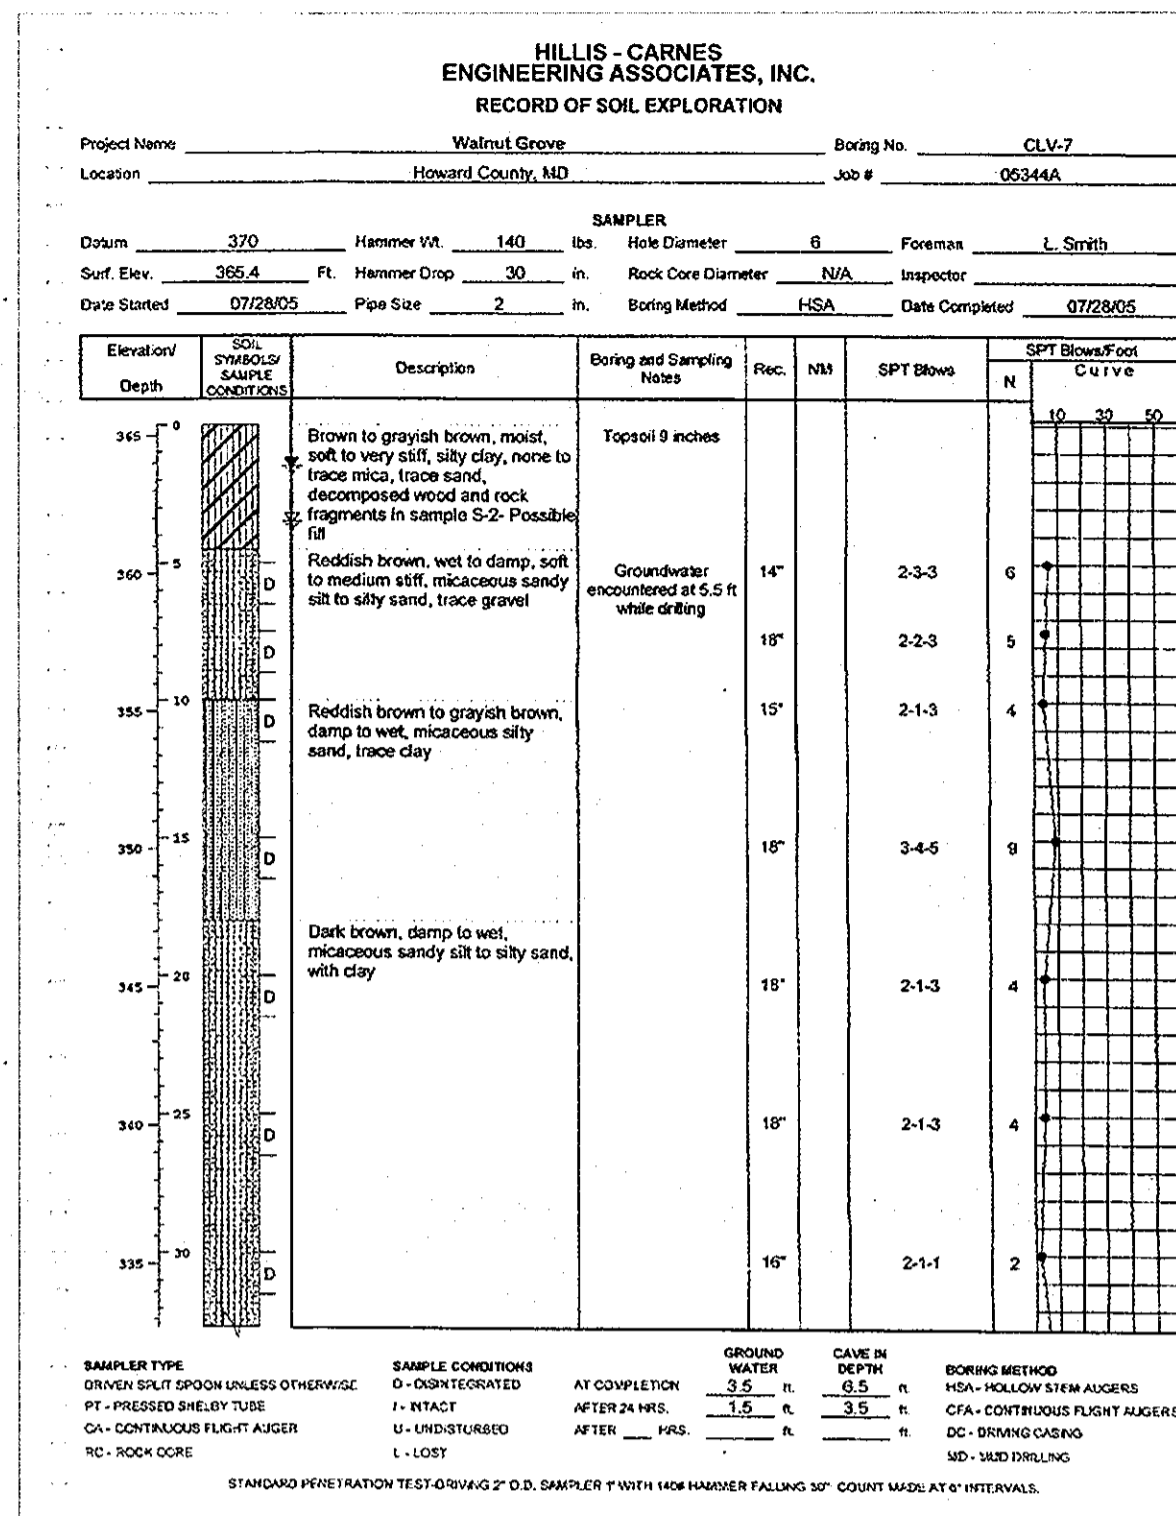 HILLIS - CARNES
ENGINEERING ASSOCIATES, INC.
RECORD OF SOIL EXPLORATION
Project Name Walnut Grove Boring No. CLV-7
Location Howard County, MD Job # 05344A
SAMPLER
Datum 370 Hammer Wt. 140 lbs. Hole Diameter 6 Foreman L. Smith
Surf. Elev. 365.4 Ft. Hammer Drop 30 in. Rock Core Diameter N/A Inspector
Date Started 07/28/05 Pipe Size 2 in. Boring Method HSA Date Completed 07/28/05
Elevation/
Depth
SOIL
SYMBOLS/
SAMPLE
CONDITIONS
Description
Boring and Sampling
Notes
Rec. NM SPT Blows
SPT Blows/Foot
N Curve
10 30 50
365 0
Brown to grayish brown, moist,
soft to very stiff, silty clay, none to
trace mica, trace sand,
decomposed wood and rock
fragments in sample S-2- Possible
fill
Topsoil 9 inches
5
360 D
Reddish brown, wet to damp, soft
to medium stiff, micaceous sandy
silt to silty sand, trace gravel
Groundwater
encountered at 5.5 ft
while drilling
14" 2-3-3 6
D 18" 2-2-3 5
10
355 D
Reddish brown to grayish brown,
damp to wet, micaceous silty
sand, trace clay
15" 2-1-3 4
15
350 D 18" 3-4-5 9
Dark brown, damp to wet,
micaceous sandy silt to silty sand,
with clay
20
345 D 18" 2-1-3 4
25
340 D 18" 2-1-3 4
30
335 D 16" 2-1-1 2
SAMPLER TYPE
DRIVEN SPLIT SPOON UNLESS OTHERWISE
PT - PRESSED SHELBY TUBE
CA - CONTINUOUS FLIGHT AUGER
RC - ROCK CORE
SAMPLE CONDITIONS
D - DISINTEGRATED
I - INTACT
U - UNDISTURBED
L - LOST
GROUND
WATER
CAVE IN
DEPTH
AT COMPLETION 3.5 ft. 6.5 ft.
AFTER 24 HRS. 1.5 ft. 3.5 ft.
AFTER ___ HRS. ft. ft.
BORING METHOD
HSA - HOLLOW STEM AUGERS
CFA - CONTINUOUS FLIGHT AUGERS
DC - DRIVING CASING
MD - MUD DRILLING
STANDARD PENETRATION TEST-DRIVING 2" O.D. SAMPLER 1' WITH 140# HAMMER FALLING 30": COUNT MADE AT 6" INTERVALS.